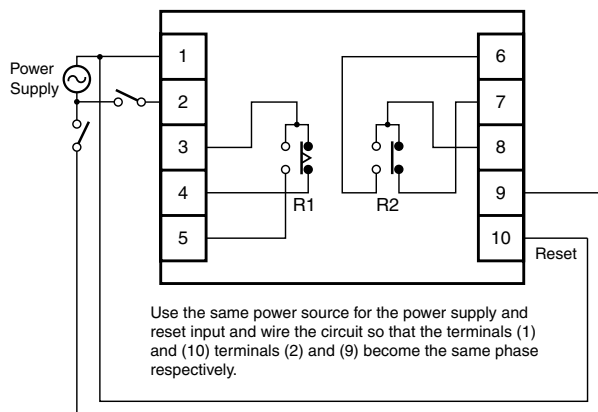 Power
Supply
1
2
3
4
5
R1
R2
6
7
8
9
10
Reset
Use the same power source for the power supply and
reset input and wire the circuit so that the terminals (1)
and (10) terminals (2) and (9) become the same phase
respectively.